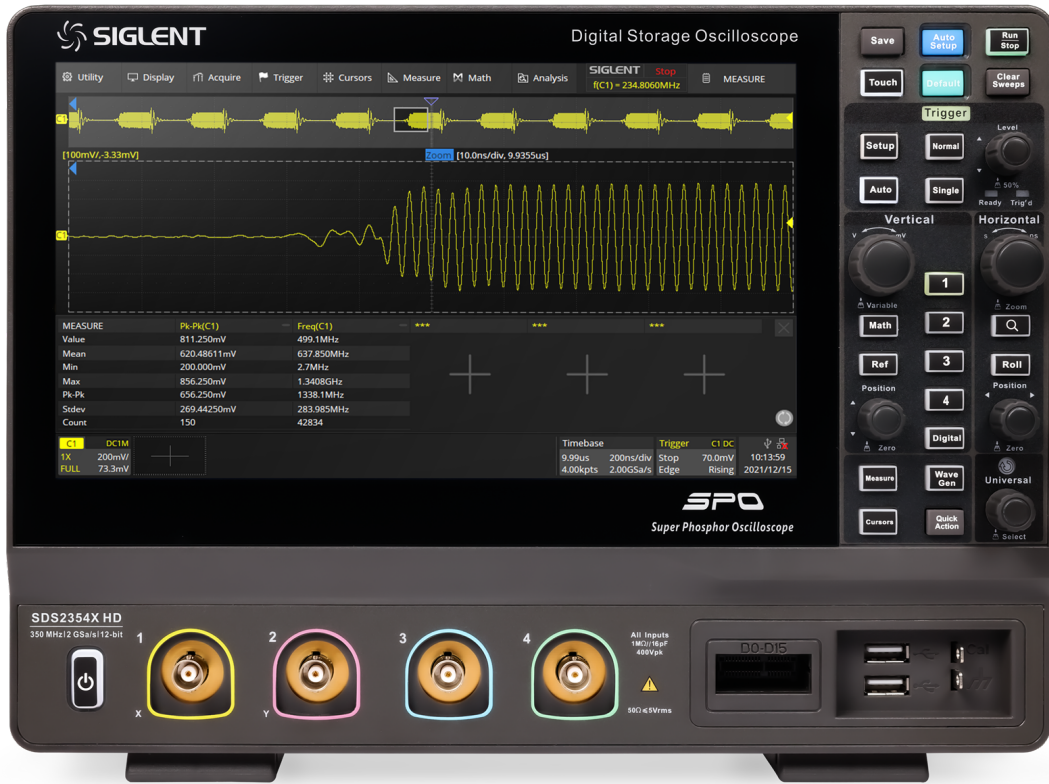 SIGLENT
Digital Storage Oscilloscope
Utility Display Acquire Trigger Cursors Measure Math Analysis
SIGLENT Stop
f(C1) = 234.8060MHz
MEASURE
C1
[100mV/,-3.33mV]
Zoom [10.0ns/div, 9.9355us]
C1
MEASURE Pk-Pk(C1) Freq(C1) *** *** ***
Value 811.250mV 499.1MHz
Mean 620.48611mV 637.850MHz
Min 200.000mV 2.7MHz
Max 856.250mV 1.3408GHz
Pk-Pk 656.250mV 1338.1MHz
Stdev 269.44250mV 283.985MHz
Count 150 42834
C1 DC1M
1X 200mV/
FULL 73.3mV
Timebase
9.99us 200ns/div
4.00kpts 2.00GSa/s
Trigger C1 DC
Stop 70.0mV
Edge Rising
10:13:59
2021/12/15
SPO
Super Phosphor Oscilloscope
Save
Auto
Setup
Run
Stop
Touch
Default
Clear
Sweeps
Trigger
Level
Setup
Normal
50%
Auto
Single
Ready Trig'd
Vertical
Horizontal
V mV
s ns
1
Variable
Zoom
Math
2
Ref
3
Roll
Position
4
Position
Digital
Zero
Zero
Measure
Wave
Gen
Universal
Cursors
Quick
Action
Select
SDS2354X HD
350 MHz | 2 GSa/s | 12-bit
1
X
2
Y
3
4
All Inputs
1MΩ//16pF
400Vpk
50Ω≤5Vrms
D0-D15
Cal